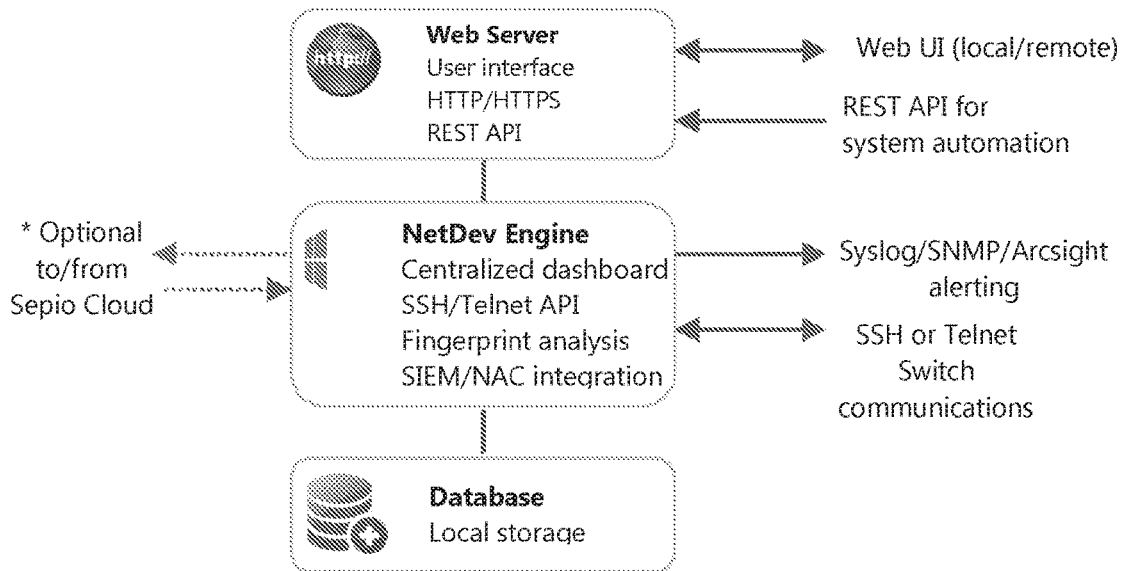 http://
Web Server
User interface
HTTP/HTTPS
REST API
Web UI (local/remote)
REST API for
system automation
* Optional
to/from
Sepio Cloud
NetDev Engine
Centralized dashboard
SSH/Telnet API
Fingerprint analysis
SIEM/NAC integration
Syslog/SNMP/Arcsight
alerting
SSH or Telnet
Switch
communications
Database
Local storage